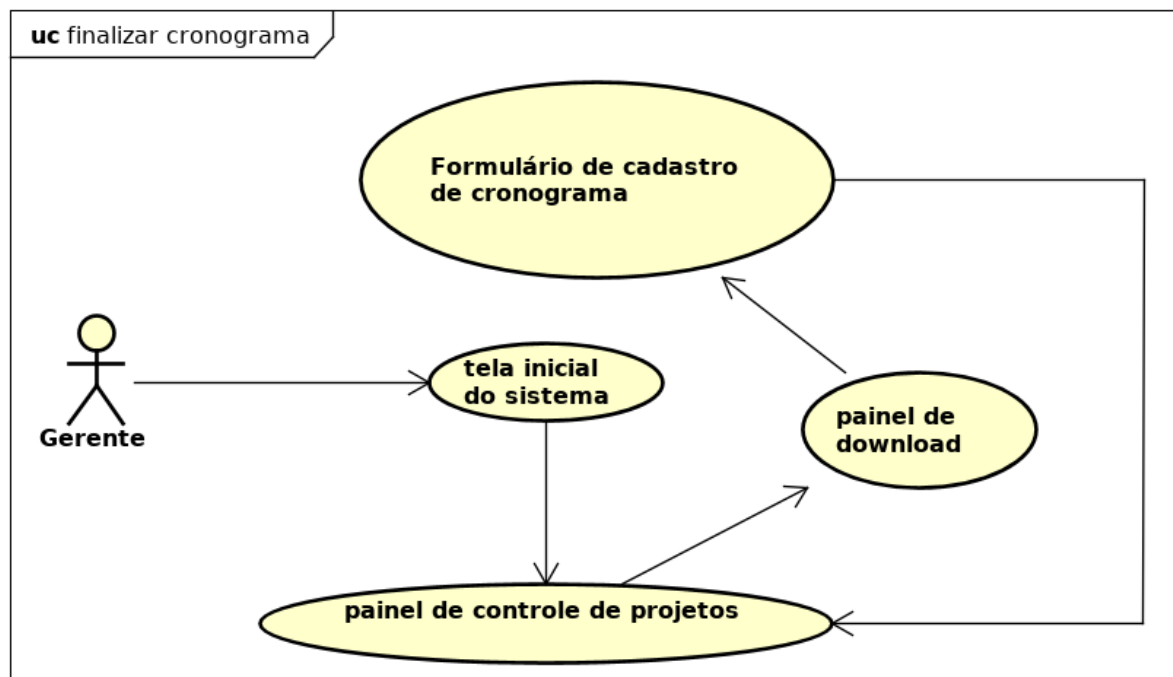 uc finalizar cronograma
Formulário de cadastro
de cronograma
tela inicial
do sistema
painel de
download
Gerente
painel de controle de projetos